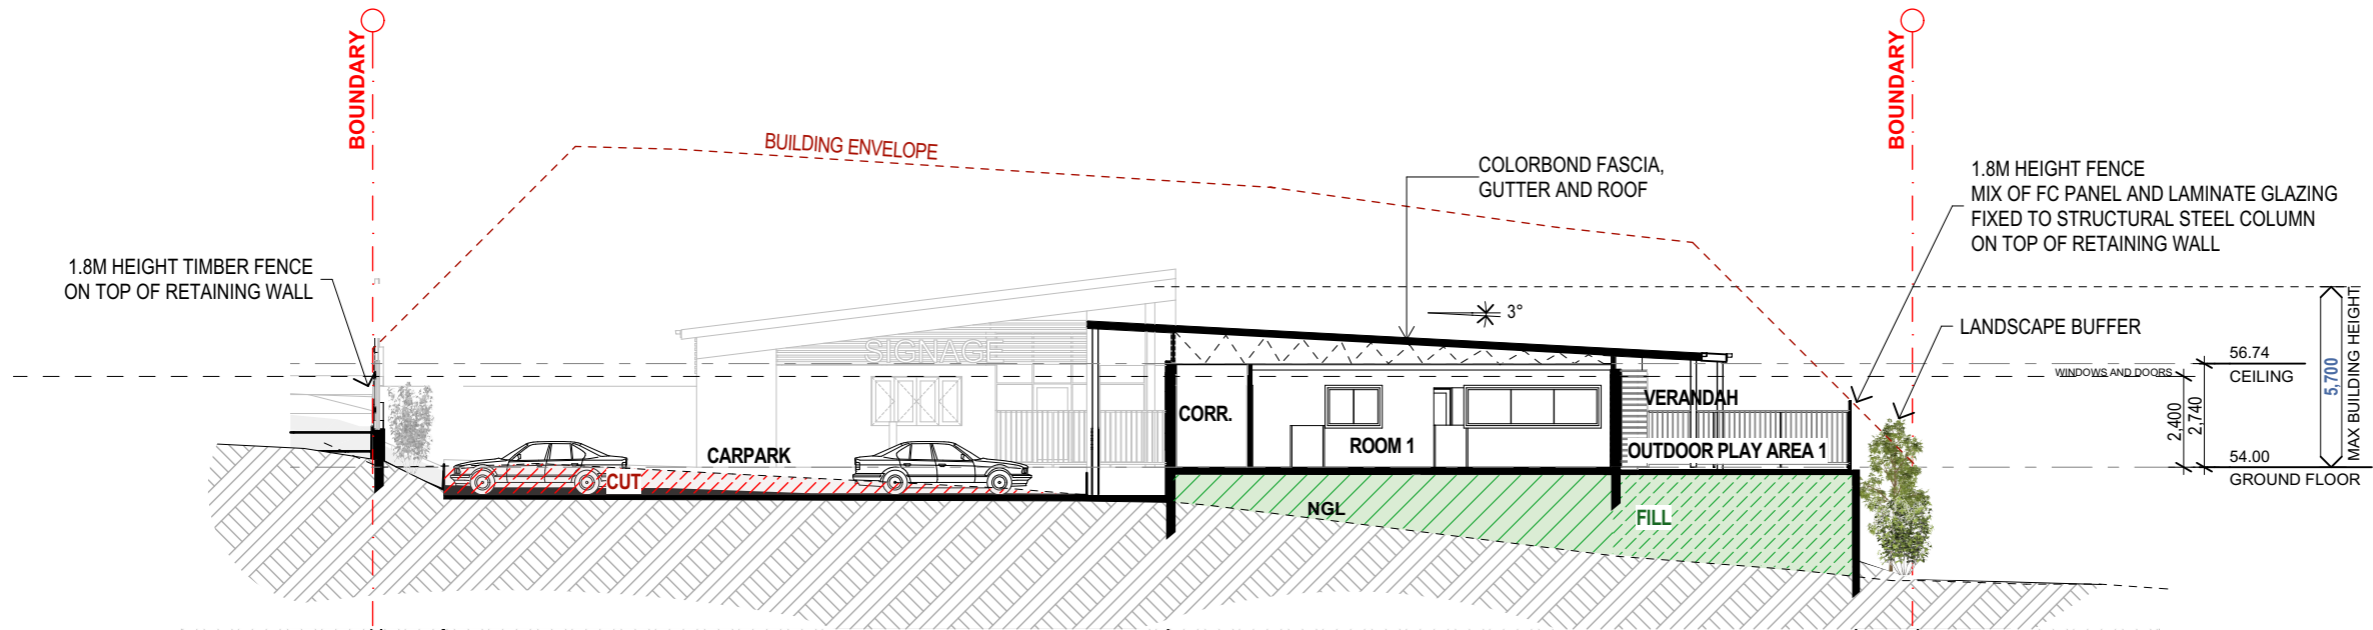 BOUNDARY
BOUNDARY
BUILDING ENVELOPE
COLORBOND FASCIA,
GUTTER AND ROOF
1.8M HEIGHT FENCE
MIX OF FC PANEL AND LAMINATE GLAZING
FIXED TO STRUCTURAL STEEL COLUMN
ON TOP OF RETAINING WALL
1.8M HEIGHT TIMBER FENCE
ON TOP OF RETAINING WALL
3°
LANDSCAPE BUFFER
SIGNAGE
56.74
CEILING
WINDOWS AND DOORS
2,400
2,740
5,700
MAX BUILDING HEIGHT
VERANDAH
CORR.
ROOM 1
OUTDOOR PLAY AREA 1
CARPARK
54.00
GROUND FLOOR
CUT
NGL
FILL